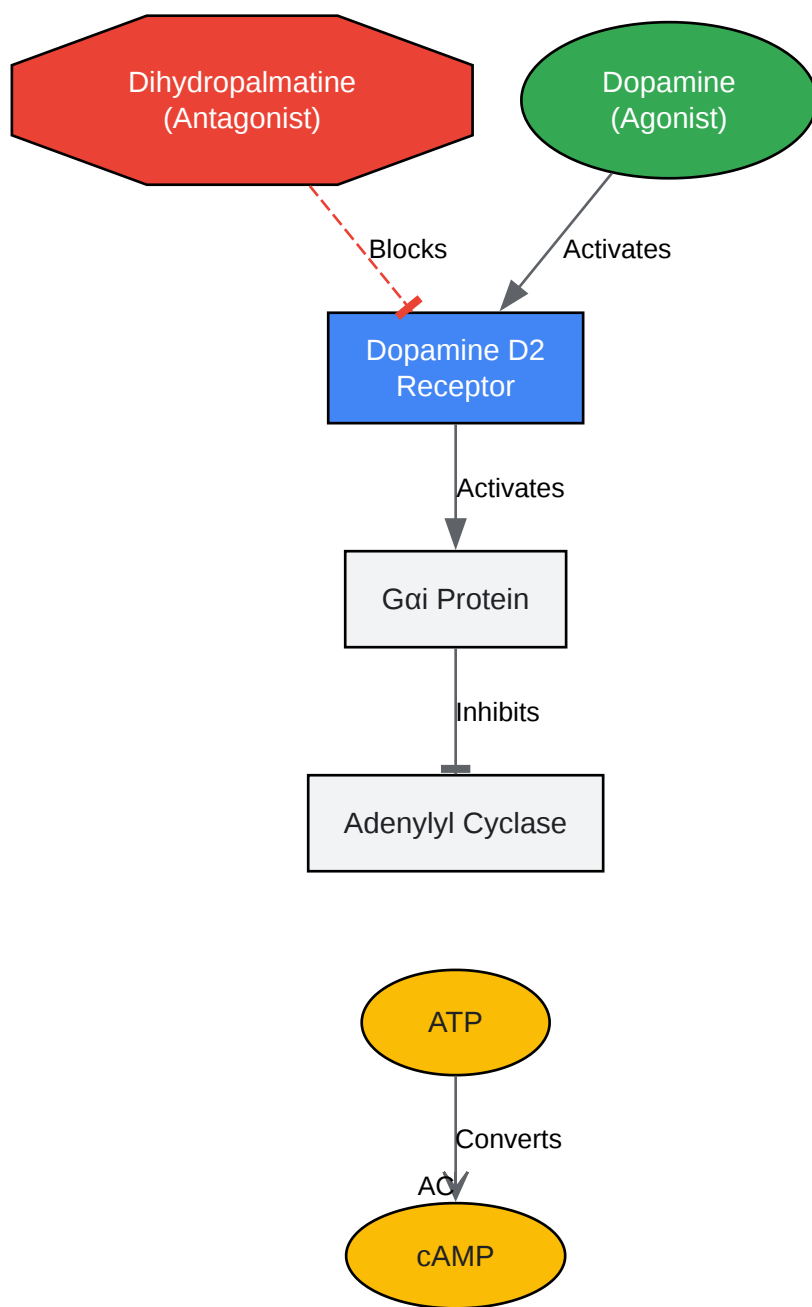 Dihydropalmatine
(Antagonist)
Dopamine
(Agonist)
Blocks
Activates
Dopamine D2
Receptor
Activates
Gαi Protein
Inhibits
Adenylyl Cyclase
ATP
Converts
AC
cAMP